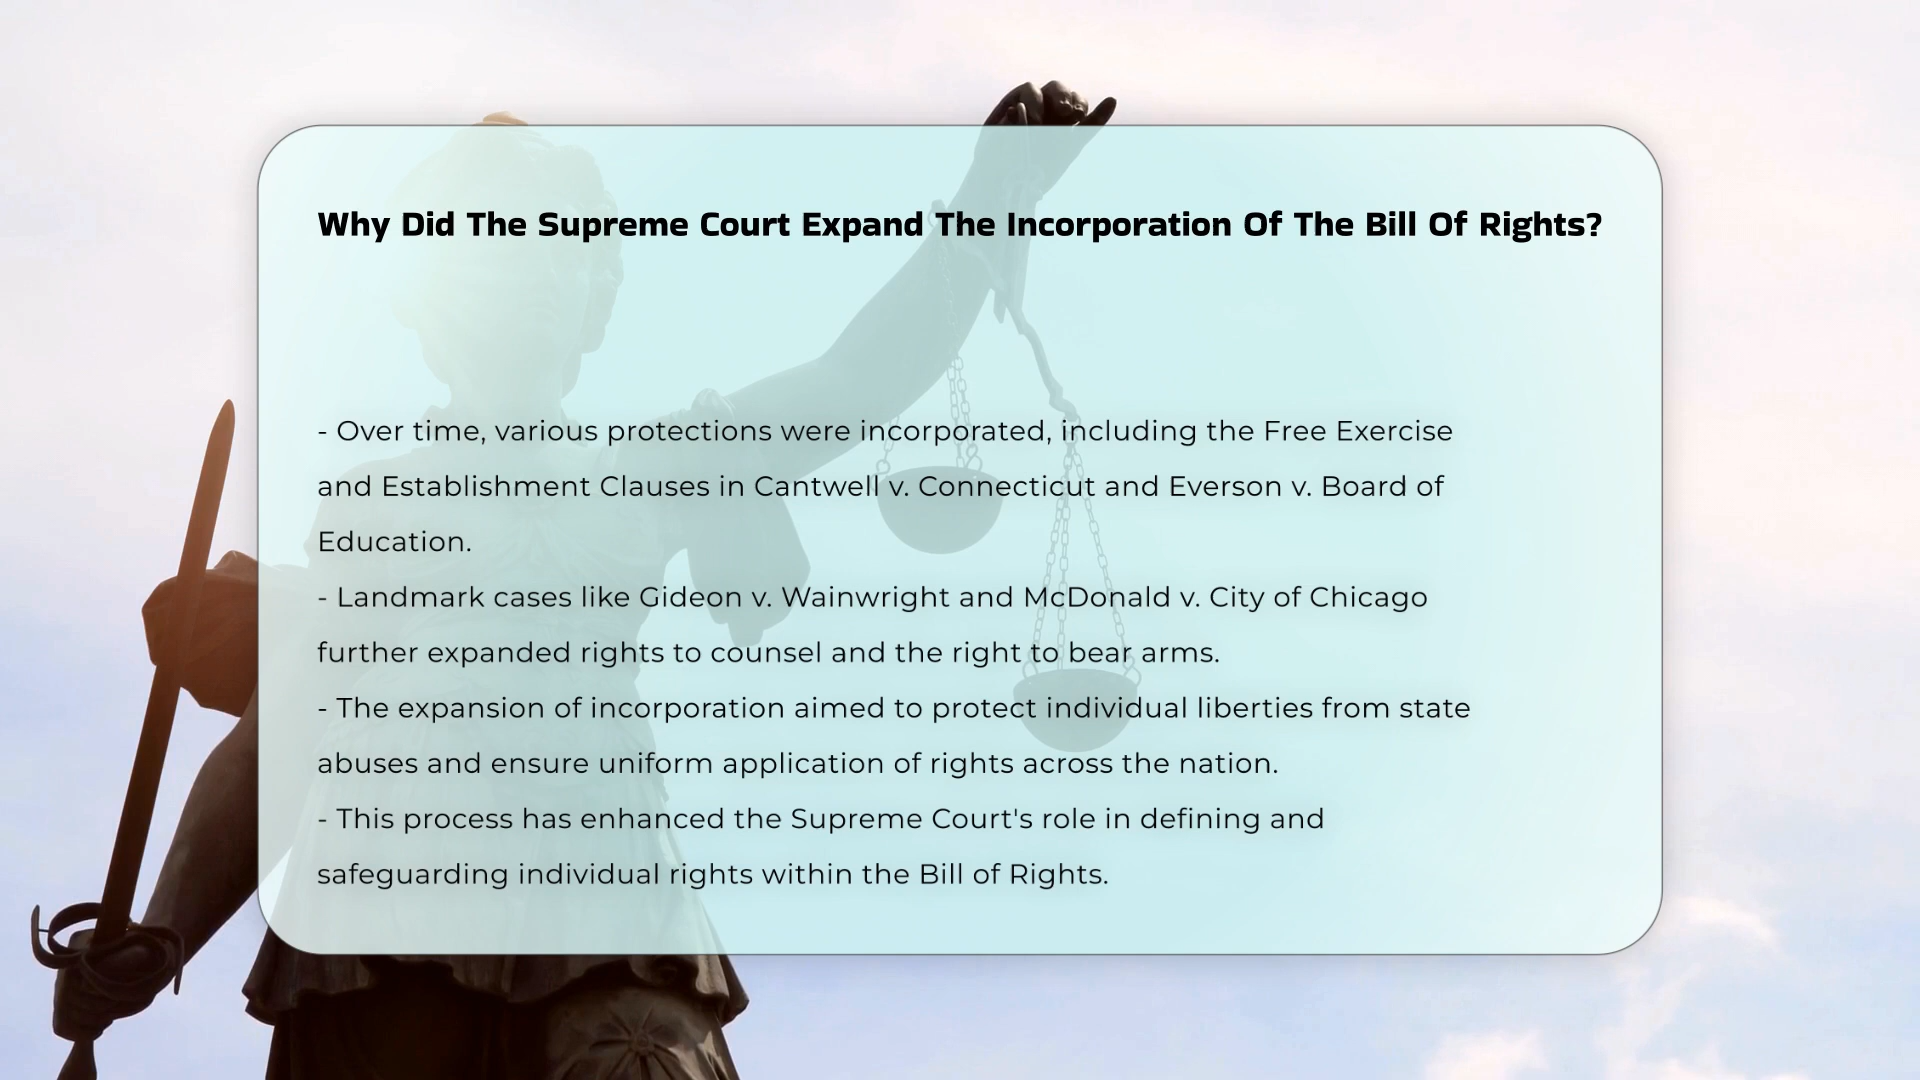 Why Did The Supreme Court Expand The Incorporation Of The Bill Of Rights?
- Over time, various protections were incorporated, including the Free Exercise
and Establishment Clauses in Cantwell v. Connecticut and Everson v. Board of
Education.
- Landmark cases like Gideon v. Wainwright and McDonald v. City of Chicago
further expanded rights to counsel and the right to bear arms.
- The expansion of incorporation aimed to protect individual liberties from state
abuses and ensure uniform application of rights across the nation.
- This process has enhanced the Supreme Court's role in defining and
safeguarding individual rights within the Bill of Rights.